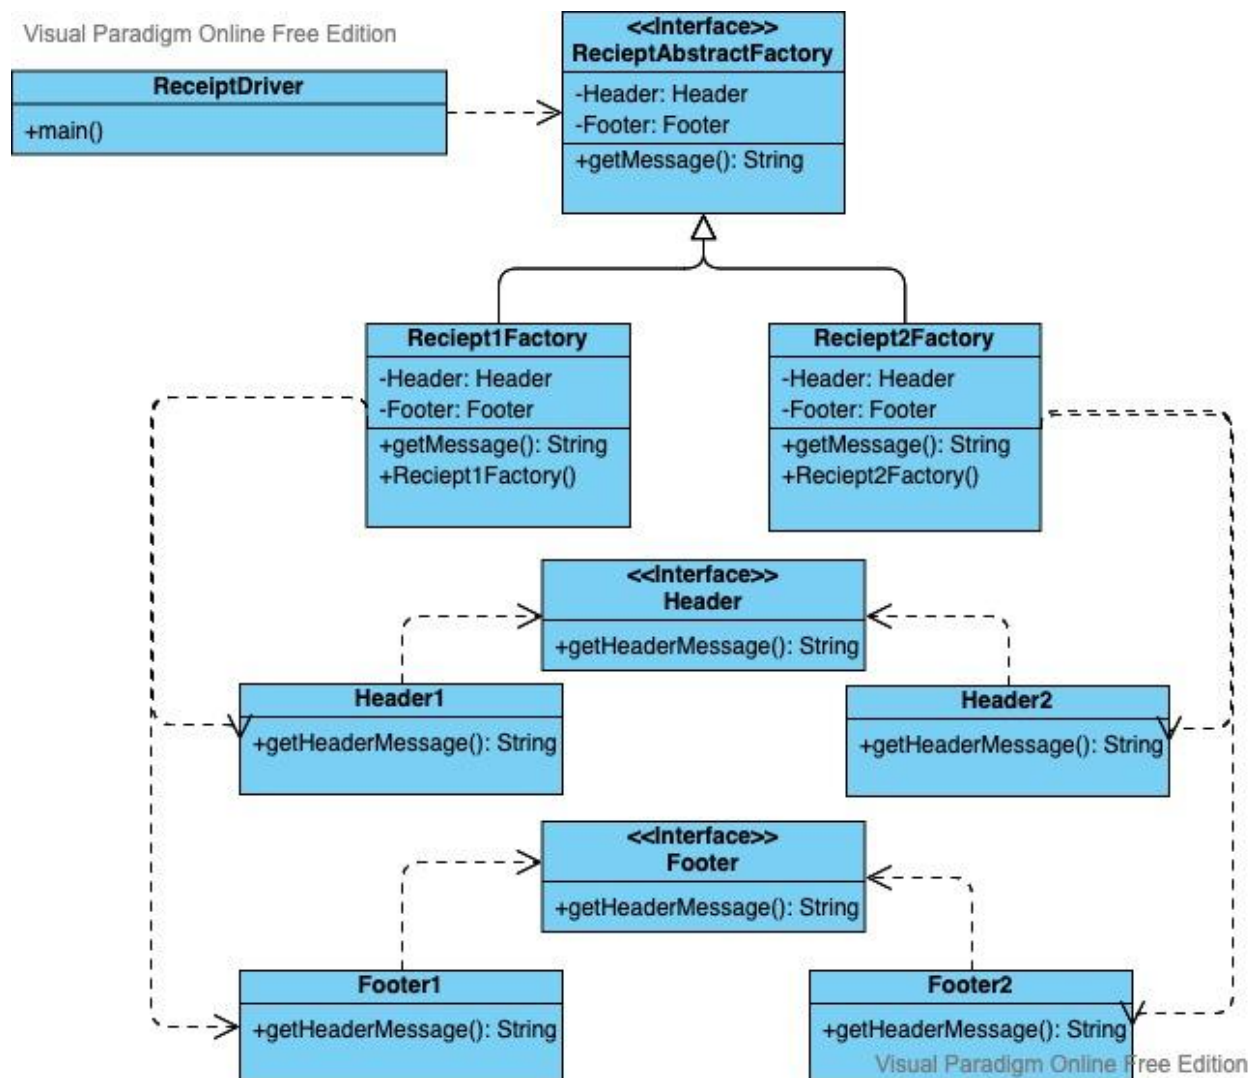 Visual Paradigm Online Free Edition
<<Interface>>
RecieptAbstractFactory
-Header: Header
-Footer: Footer
+getMessage(): String
ReceiptDriver
+main()
Reciept1Factory
-Header: Header
-Footer: Footer
+getMessage(): String
+Reciept1Factory()
Reciept2Factory
-Header: Header
-Footer: Footer
+getMessage(): String
+Reciept2Factory()
<<Interface>>
Header
+getHeaderMessage(): String
Header1
+getHeaderMessage(): String
Header2
+getHeaderMessage(): String
<<Interface>>
Footer
+getHeaderMessage(): String
Footer1
+getHeaderMessage(): String
Footer2
+getHeaderMessage(): String
Visual Paradigm Online Free Edition